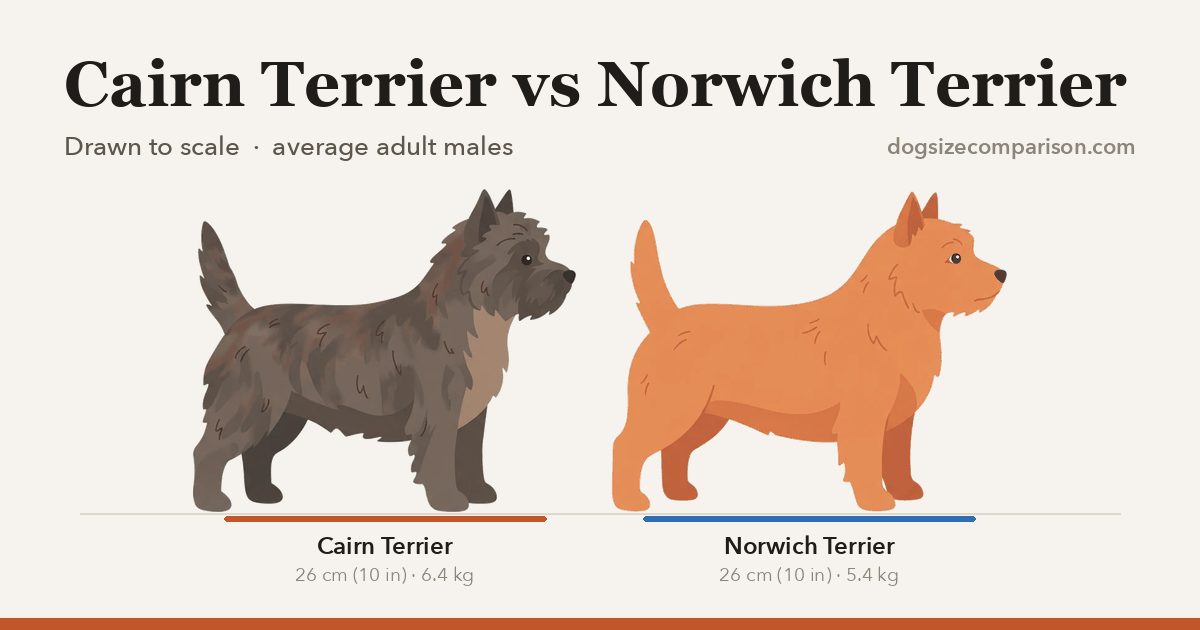 Cairn Terrier vs Norwich Terrier
Drawn to scale · average adult males
dogsizecomparison.com
Cairn Terrier
26 cm (10 in) · 6.4 kg
Norwich Terrier
26 cm (10 in) · 5.4 kg